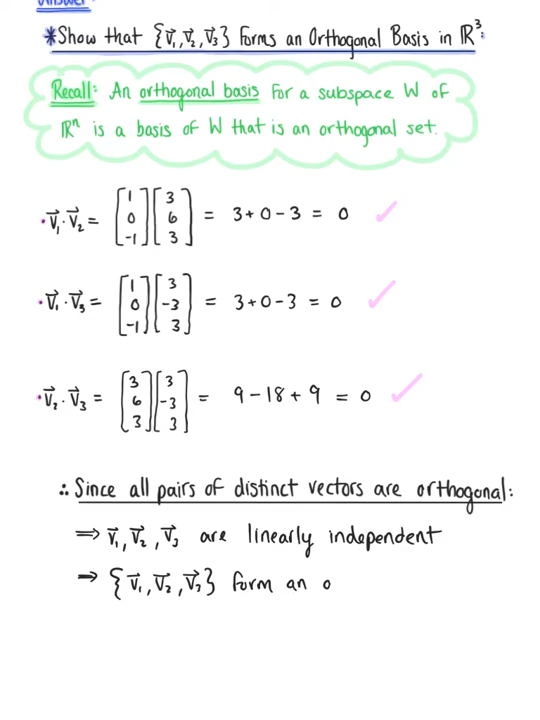 Answer:
*Show that {v⃗₁, v⃗₂, v⃗₃} Forms an Orthogonal Basis in ℝ³:
Recall: An orthogonal basis for a subspace W of
ℝⁿ is a basis of W that is an orthogonal set.
• v⃗₁ · v⃗₂ = [1 0 -1] [3 6 3] = 3 + 0 - 3 = 0 ✓
• v⃗₁ · v⃗₃ = [1 0 -1] [3 -3 3] = 3 + 0 - 3 = 0 ✓
• v⃗₂ · v⃗₃ = [3 6 3] [3 -3 3] = 9 - 18 + 9 = 0 ✓
∴ Since all pairs of distinct vectors are orthogonal:
⟹ v⃗₁, v⃗₂, v⃗₃ are linearly independent
⟹ {v⃗₁, v⃗₂, v⃗₃} form an o